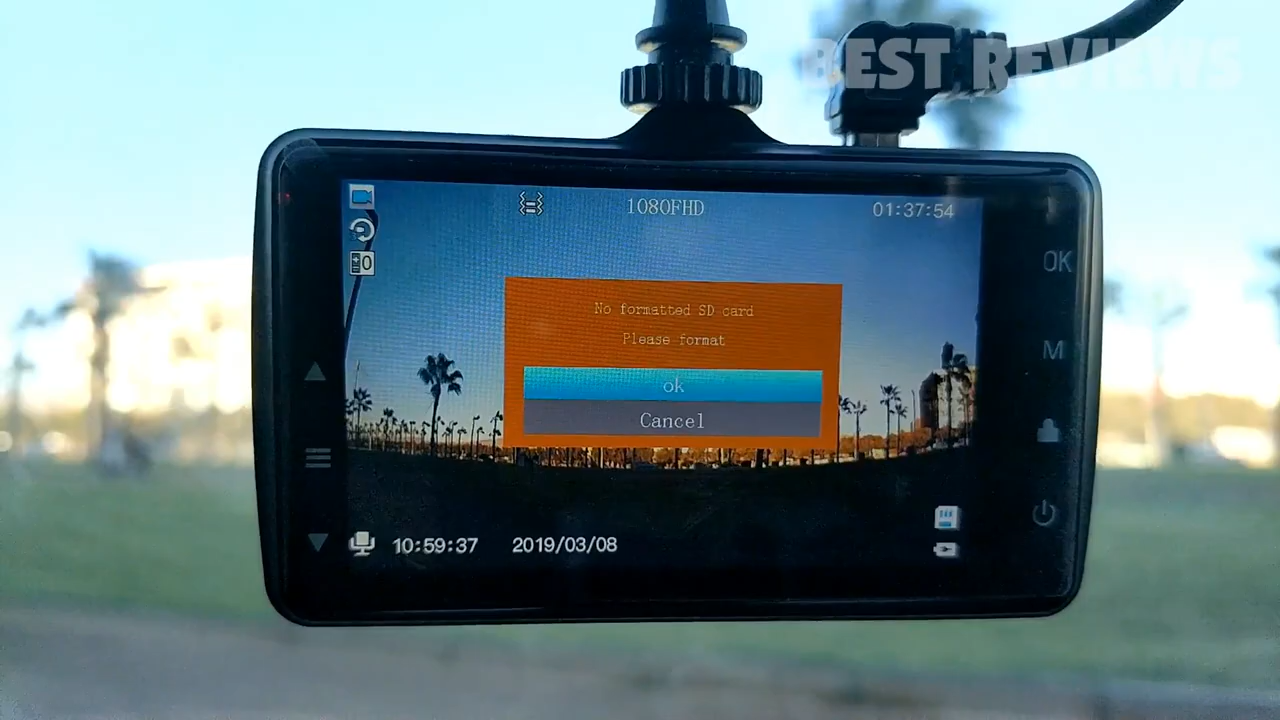 BEST REVIEWS
1080FHD
01:37:54
OK
0
No formatted SD card
Please format
ok
Cancel
M
10:59:37 2019/03/08